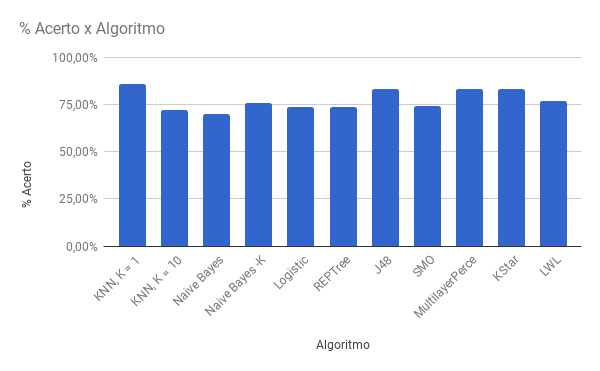 % Acerto x Algoritmo
100,00%
75,00%
50,00%
25,00%
0,00%
% Acerto
KNN, K = 1
KNN, K = 10
Naive Bayes
Naive Bayes -K
Logistic
REPTree
J48
SMO
MultilayerPerce
KStar
LWL
Algoritmo